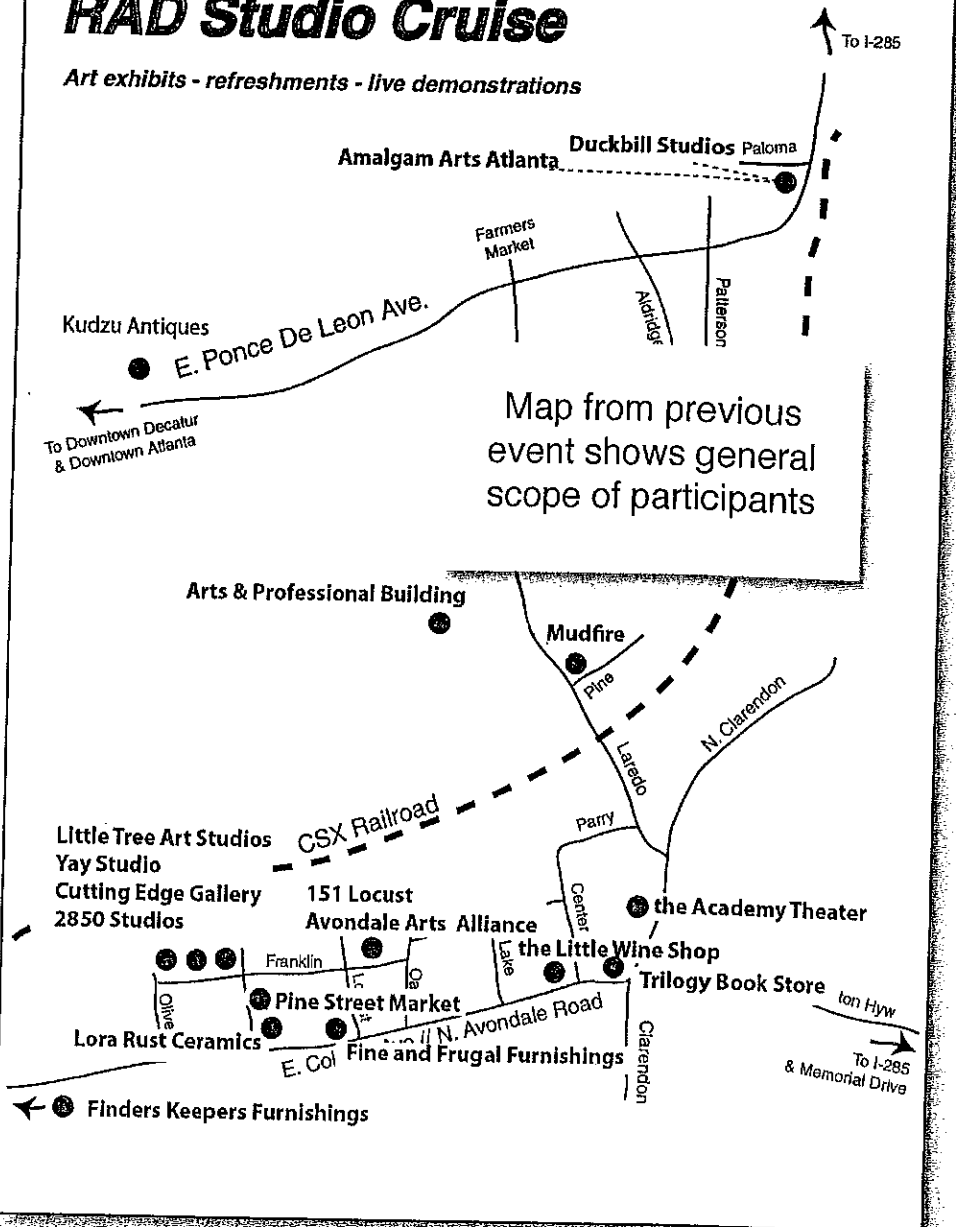 RAD Studio Cruise
Art exhibits - refreshments - live demonstrations
To I-285
Duckbill Studios Paloma
Amalgam Arts Atlanta
Farmers
Market
Aldridge
Patterson
Kudzu Antiques
E. Ponce De Leon Ave.
To Downtown Decatur
& Downtown Atlanta
Map from previous
event shows general
scope of participants
Arts & Professional Building
Mudfire
Pine
N. Clarendon
Laredo
CSX Railroad
Parry
Little Tree Art Studios
Yay Studio
Cutting Edge Gallery
2850 Studios
151 Locust
Avondale Arts Alliance
Center
the Academy Theater
Lake
the Little Wine Shop
Franklin
Olive
Pine Street Market
Trilogy Book Store
ton Hyw
Lora Rust Ceramics
E. Col
N. Avondale Road
Fine and Frugal Furnishings
Clarendon
To I-285
& Memorial Drive
Finders Keepers Furnishings